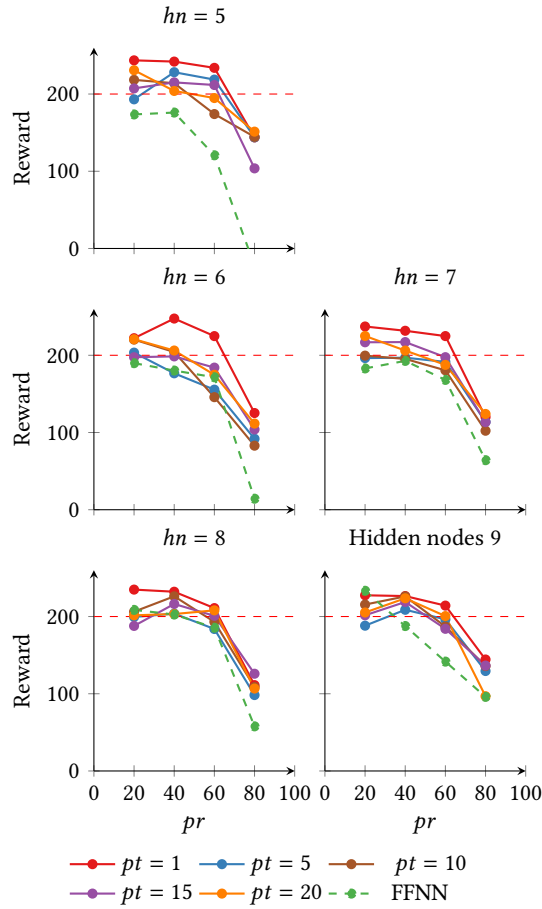 hn = 5
Reward
200
100
0
hn = 6
hn = 7
Reward
200
100
0
hn = 8
Hidden nodes 9
Reward
200
100
0
0 20 40 60 80 100 0 20 40 60 80 100
pr pr
pt = 1 pt = 5 pt = 10
pt = 15 pt = 20 FFNN